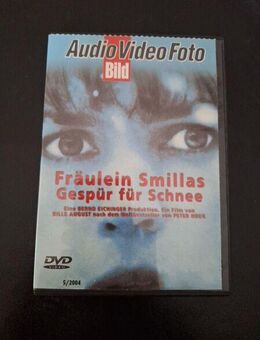 AudioVideoFoto
Bild
Fräulein Smillas
Gespür für Schnee
Eine BERND EICHINGER Produktion. Ein Film von
BILLE AUGUST nach dem Weltbestseller von PETER HØEG
DVD
VIDEO
5/2004